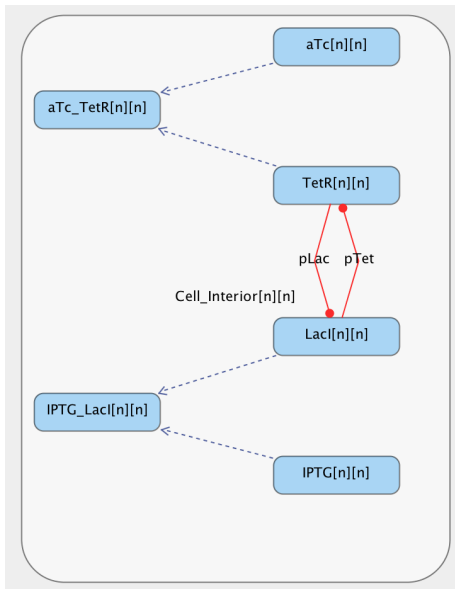 aTc[n][n]
aTc_TetR[n][n]
TetR[n][n]
pLac pTet
Cell_Interior[n][n]
LacI[n][n]
IPTG_LacI[n][n]
IPTG[n][n]